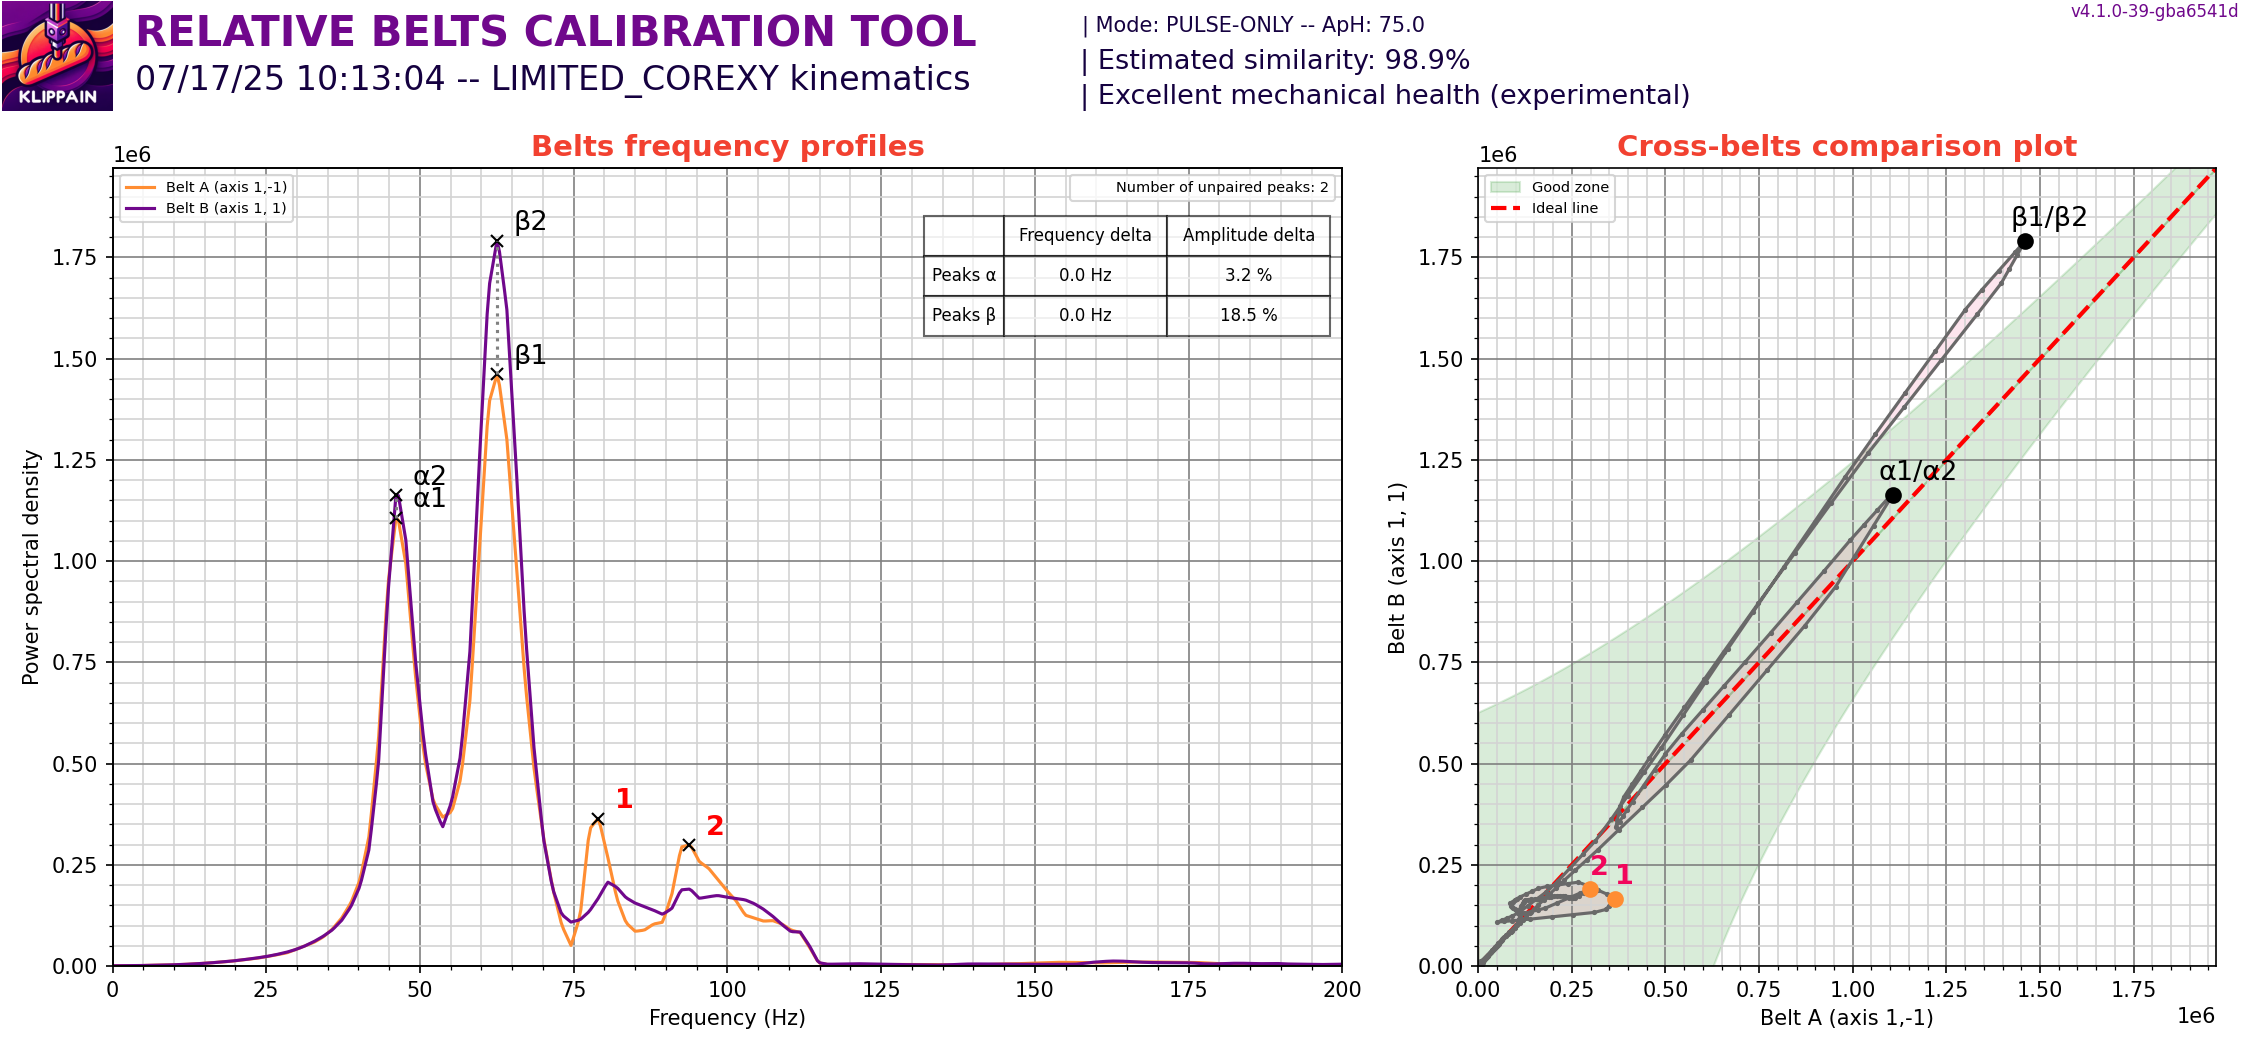 KLIPPAIN
RELATIVE BELTS CALIBRATION TOOL
07/17/25 10:13:04 -- LIMITED_COREXY kinematics
| Mode: PULSE-ONLY -- ApH: 75.0
| Estimated similarity: 98.9%
| Excellent mechanical health (experimental)
v4.1.0-39-gba6541d
Belts frequency profiles
1e6
Belt A (axis 1,-1)
Belt B (axis 1, 1)
Number of unpaired peaks: 2
Frequency delta Amplitude delta
Peaks α 0.0 Hz 3.2 %
Peaks β 0.0 Hz 18.5 %
β2
β1
α2
α1
1
2
Power spectral density
1.75
1.50
1.25
1.00
0.75
0.50
0.25
0.00
0 25 50 75 100 125 150 175 200
Frequency (Hz)
Cross-belts comparison plot
1e6
Good zone
Ideal line
β1/β2
α1/α2
2 1
Belt B (axis 1, 1)
1.75
1.50
1.25
1.00
0.75
0.50
0.25
0.00
0.00 0.25 0.50 0.75 1.00 1.25 1.50 1.75
Belt A (axis 1,-1)
1e6